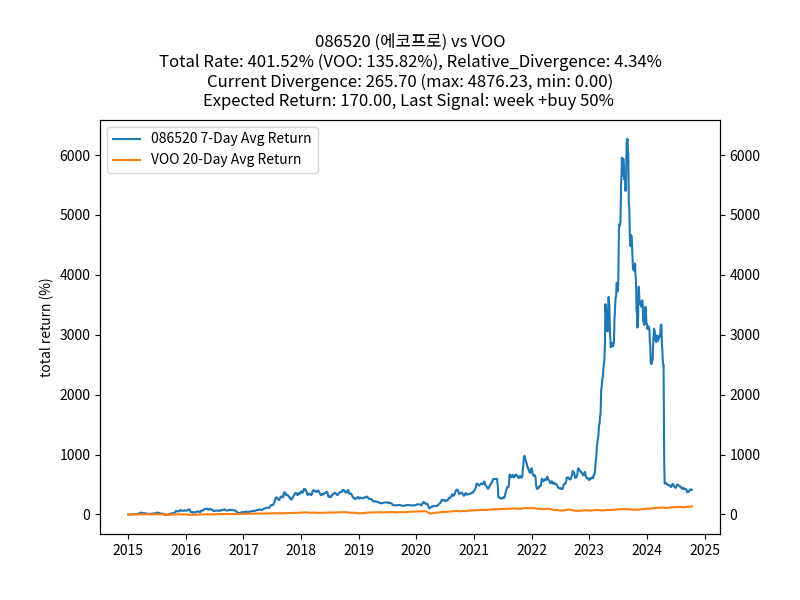 086520 (에코프로) vs VOO
Total Rate: 401.52% (VOO: 135.82%), Relative_Divergence: 4.34%
Current Divergence: 265.70 (max: 4876.23, min: 0.00)
Expected Return: 170.00, Last Signal: week +buy 50%
086520 7-Day Avg Return
VOO 20-Day Avg Return
total return (%)
6000
5000
4000
3000
2000
1000
0
6000
5000
4000
3000
2000
1000
0
2015 2016 2017 2018 2019 2020 2021 2022 2023 2024 2025